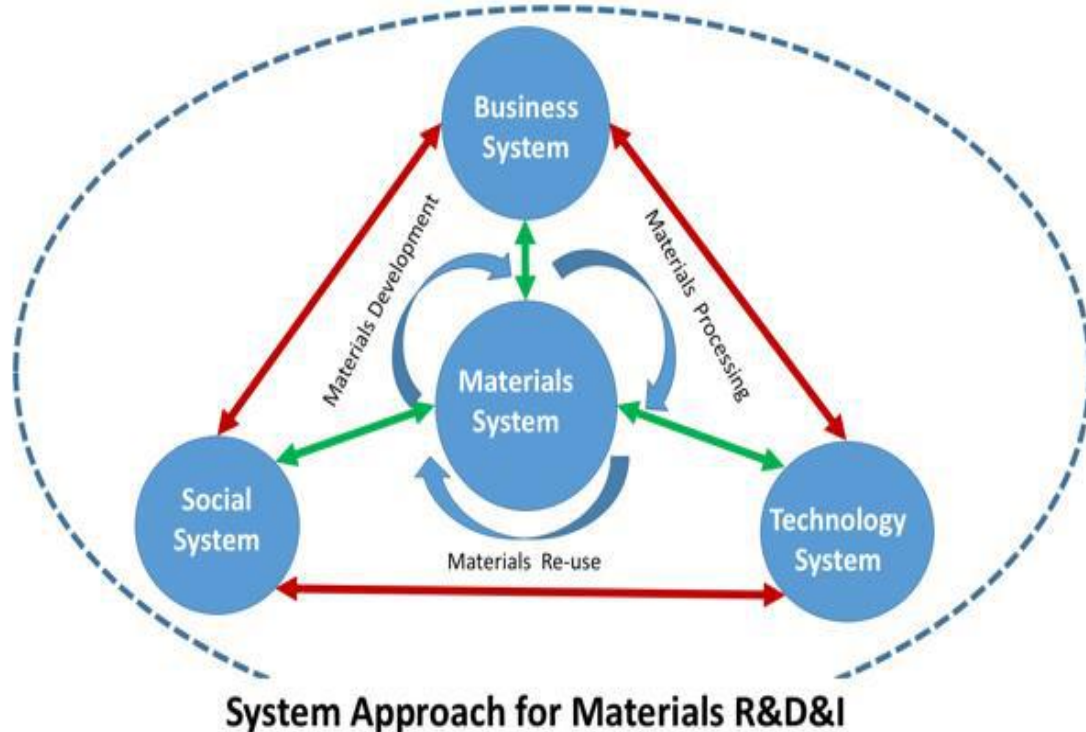 Business
System
Materials Development
Materials Processing
Materials
System
Social
System
Technology
System
Materials Re-use
System Approach for Materials R&D&I